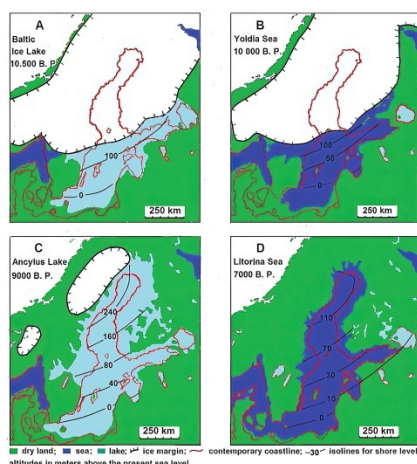 A
Baltic
Ice Lake
10.500 B. P.
100
0
250 km
B
Yoldia Sea
10 000 B. P.
100
50
0
250 km
C
Ancylus Lake
9000 B. P.
240
160
80
40
0
250 km
D
Litorina Sea
7000 B. P.
110
70
30
10
0
250 km
dry land; sea; lake; ice margin; contemporary coastline; –30 isolines for shore level
altitudes in meters above the present sea level